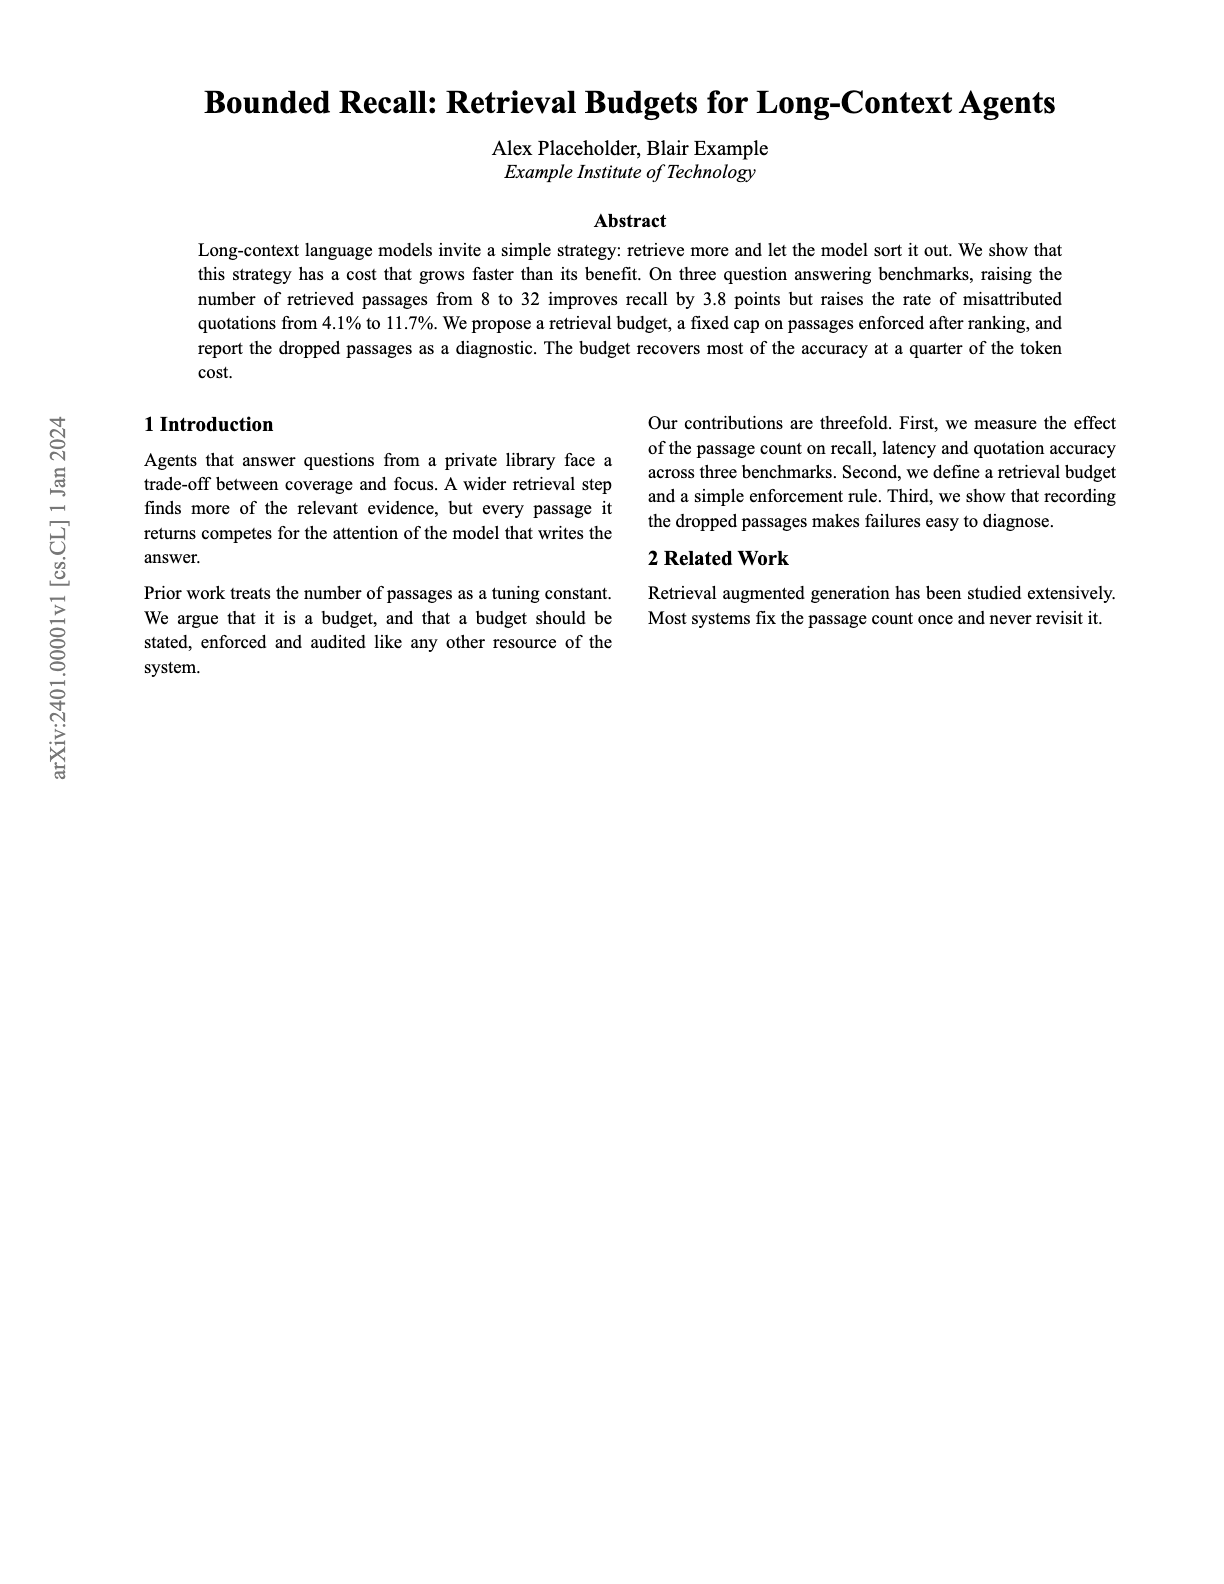 Bounded Recall: Retrieval Budgets for Long-Context Agents
Alex Placeholder, Blair Example
Example Institute of Technology
Abstract
Long-context language models invite a simple strategy: retrieve more and let the model sort it out. We show that
this strategy has a cost that grows faster than its benefit. On three question answering benchmarks, raising the
number of retrieved passages from 8 to 32 improves recall by 3.8 points but raises the rate of misattributed
quotations from 4.1% to 11.7%. We propose a retrieval budget, a fixed cap on passages enforced after ranking, and
report the dropped passages as a diagnostic. The budget recovers most of the accuracy at a quarter of the token
cost.
1 Introduction
Agents that answer questions from a private library face a
trade-off between coverage and focus. A wider retrieval step
finds more of the relevant evidence, but every passage it
returns competes for the attention of the model that writes the
answer.
Prior work treats the number of passages as a tuning constant.
We argue that it is a budget, and that a budget should be
stated, enforced and audited like any other resource of the
system.
Our contributions are threefold. First, we measure the effect
of the passage count on recall, latency and quotation accuracy
across three benchmarks. Second, we define a retrieval budget
and a simple enforcement rule. Third, we show that recording
the dropped passages makes failures easy to diagnose.
2 Related Work
Retrieval augmented generation has been studied extensively.
Most systems fix the passage count once and never revisit it.
arXiv:2401.00001v1 [cs.CL] 1 Jan 2024